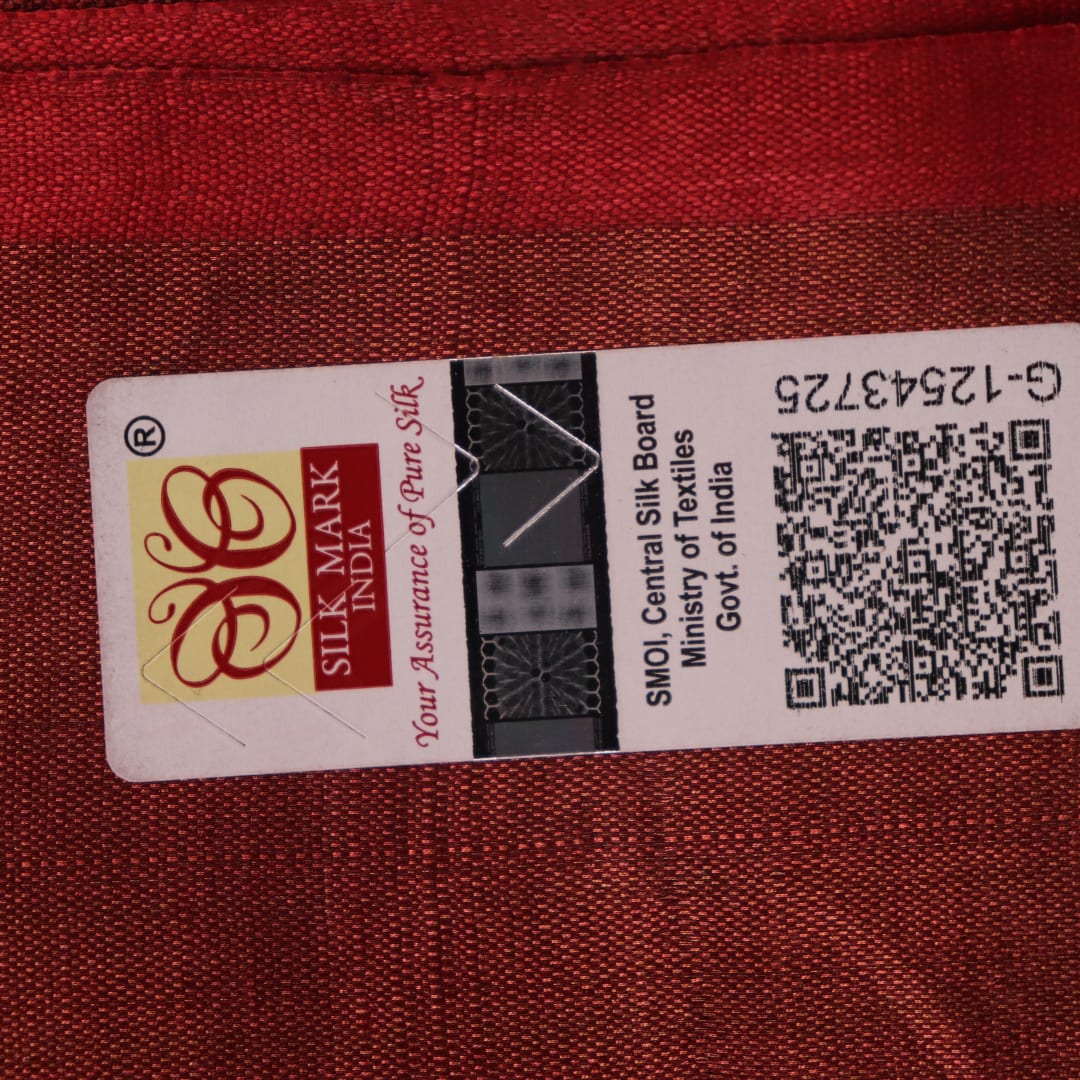 ®
SILK MARK
INDIA
Your Assurance of Pure Silk
SMOI, Central Silk Board
Ministry of Textiles
Govt. of India
G-12543725